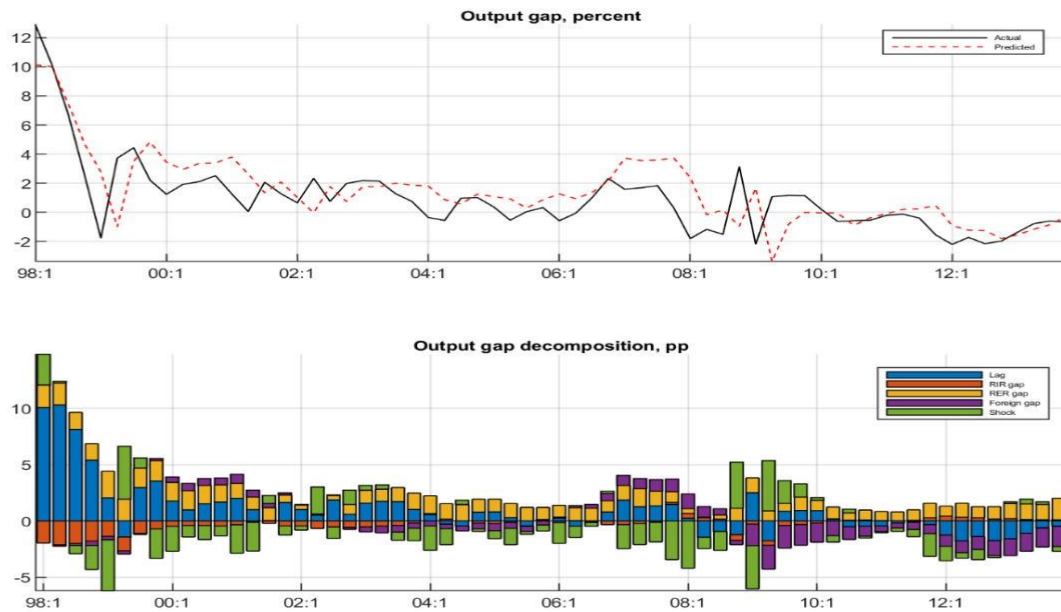 Output gap, percent
Actual
Predicted
12
10
8
6
4
2
0
-2
98:1 00:1 02:1 04:1 06:1 08:1 10:1 12:1
Output gap decomposition, pp
Lag
RIR gap
RER gap
Foreign gap
Shock
10
5
0
-5
98:1 00:1 02:1 04:1 06:1 08:1 10:1 12:1